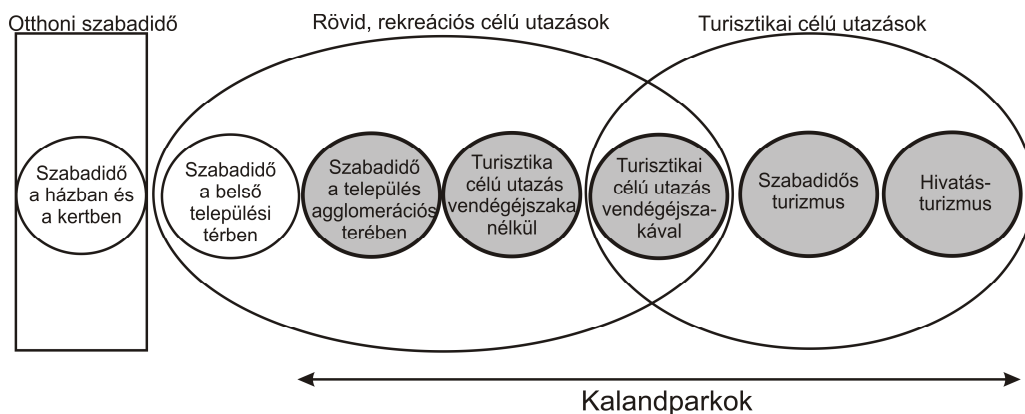 Otthoni szabadidő
Rövid, rekreációs célú utazások
Turisztikai célú utazások
Szabadidő
a házban és
a kertben
Szabadidő
a belső
települési
térben
Szabadidő
a település
agglomerációs
terében
Turisztika
célú utazás
vendégéjszaka
nélkül
Turisztikai
célú utazás
vendégéjsza-
kával
Szabadidős
turizmus
Hivatás-
turizmus
Kalandparkok